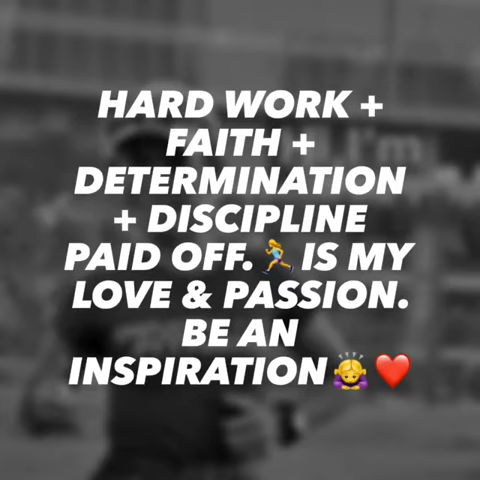 HARD WORK +
FAITH +
DETERMINATION
+ DISCIPLINE
PAID OFF.🏃‍♀️IS MY
LOVE & PASSION.
BE AN
INSPIRATION🙇‍♀️❤️